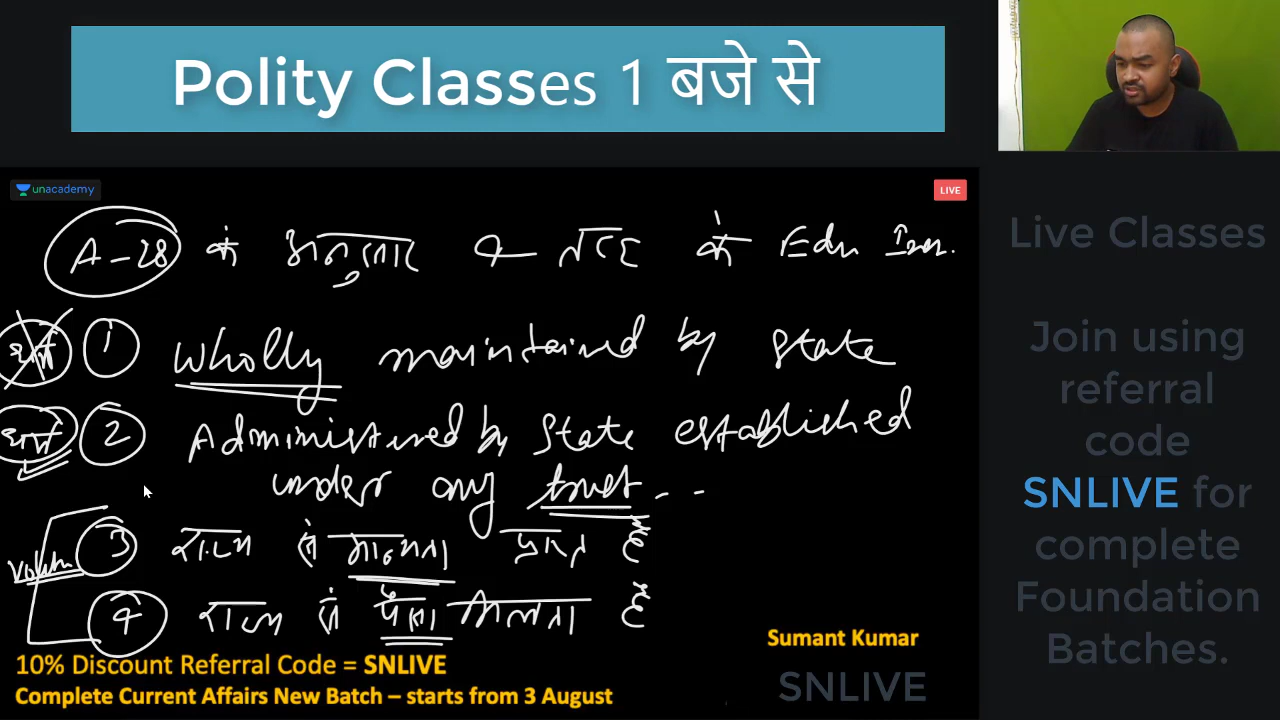 Polity Classes 1 बजे से
unacademy
LIVE
A-28 के अनुसार 4 तरह के Edu Ins.
शर्म 1 Wholly maintained by State
शर्म 2 Administered by State established
under any trust - -
3 राज्य से मान्यता प्राप्त है
Volun
4 राज्य से पैसा मिलता है
10% Discount Referral Code = SNLIVE
Complete Current Affairs New Batch – starts from 3 August
Sumant Kumar
SNLIVE
Live Classes
Join using
referral
code
SNLIVE for
complete
Foundation
Batches.